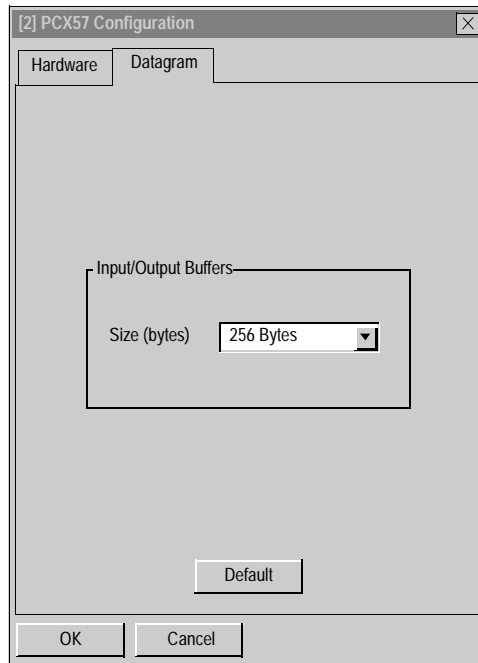 [2] PCX57 Configuration
Hardware
Datagram
Input/Output Buffers
Size (bytes) 256 Bytes
Default
OK
Cancel